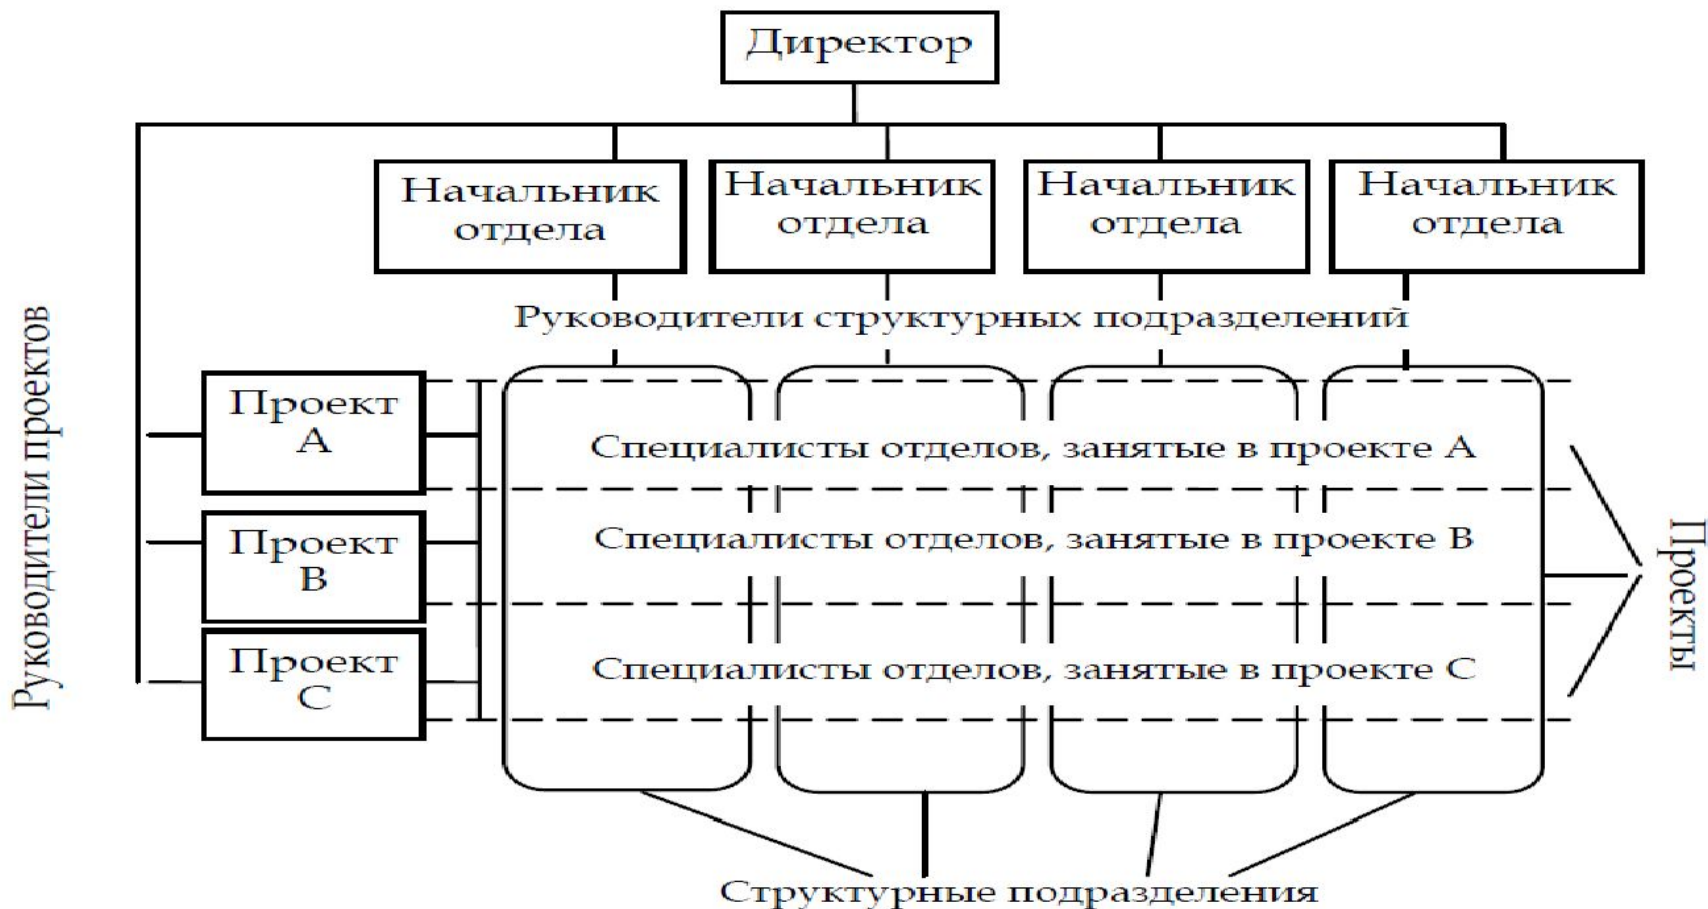 Директор
Начальник
отдела
Начальник
отдела
Начальник
отдела
Начальник
отдела
Руководители структурных подразделений
Руководители проектов
Проект
А
Специалисты отделов, занятые в проекте А
Проект
В
Специалисты отделов, занятые в проекте В
Проект
С
Специалисты отделов, занятые в проекте С
Проекты
Структурные подразделения